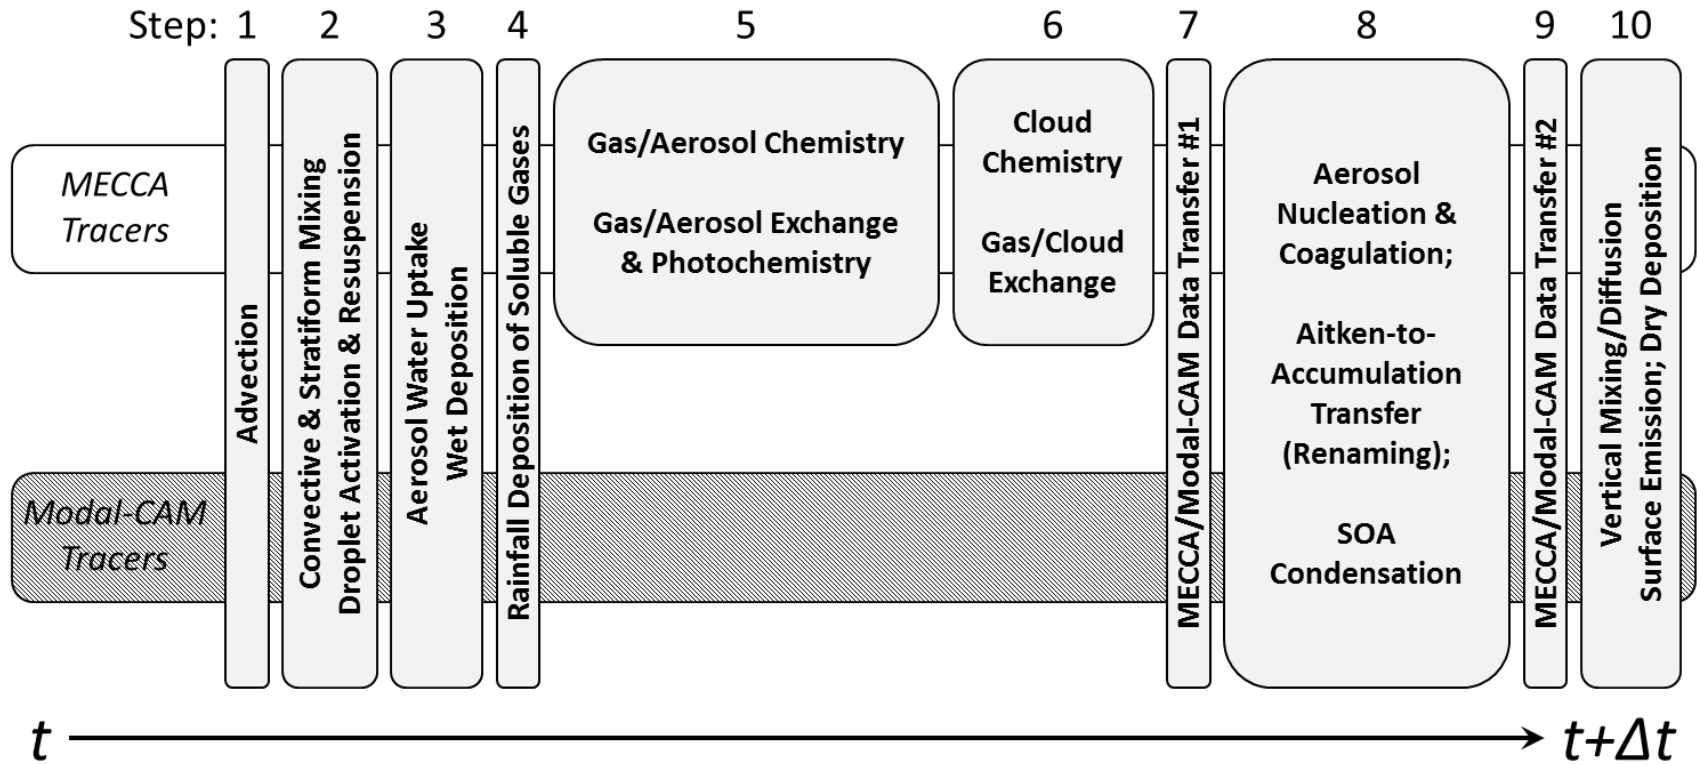 Step: 1 2 3 4 5 6 7 8 9 10
MECCA
Tracers
Modal-CAM
Tracers
Advection
Convective & Stratiform Mixing
Droplet Activation & Resuspension
Aerosol Water Uptake
Wet Deposition
Rainfall Deposition of Soluble Gases
Gas/Aerosol Chemistry
Gas/Aerosol Exchange
& Photochemistry
Cloud
Chemistry
Gas/Cloud
Exchange
MECCA/Modal-CAM Data Transfer #1
Aerosol
Nucleation &
Coagulation;
Aitken-to-
Accumulation
Transfer
(Renaming);
SOA
Condensation
MECCA/Modal-CAM Data Transfer #2
Vertical Mixing/Diffusion
Surface Emission; Dry Deposition
t
t+Δt